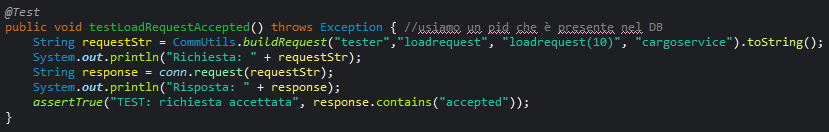 @Test
public void testLoadRequestAccepted() throws Exception { //usiamo un pid che è presente nel DB
String requestStr = CommUtils.buildRequest("tester","loadrequest", "loadrequest(10)", "cargoservice").toString();
System.out.println("Richiesta: " + requestStr);
String response = conn.request(requestStr);
System.out.println("Risposta: " + response);
assertTrue("TEST: richiesta accettata", response.contains("accepted"));
}